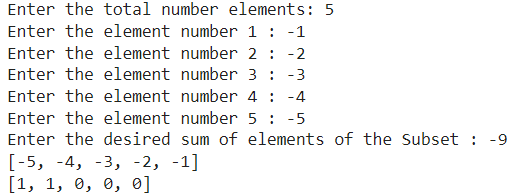 Enter the total number elements: 5
Enter the element number 1 : -1
Enter the element number 2 : -2
Enter the element number 3 : -3
Enter the element number 4 : -4
Enter the element number 5 : -5
Enter the desired sum of elements of the Subset : -9
[-5, -4, -3, -2, -1]
[1, 1, 0, 0, 0]